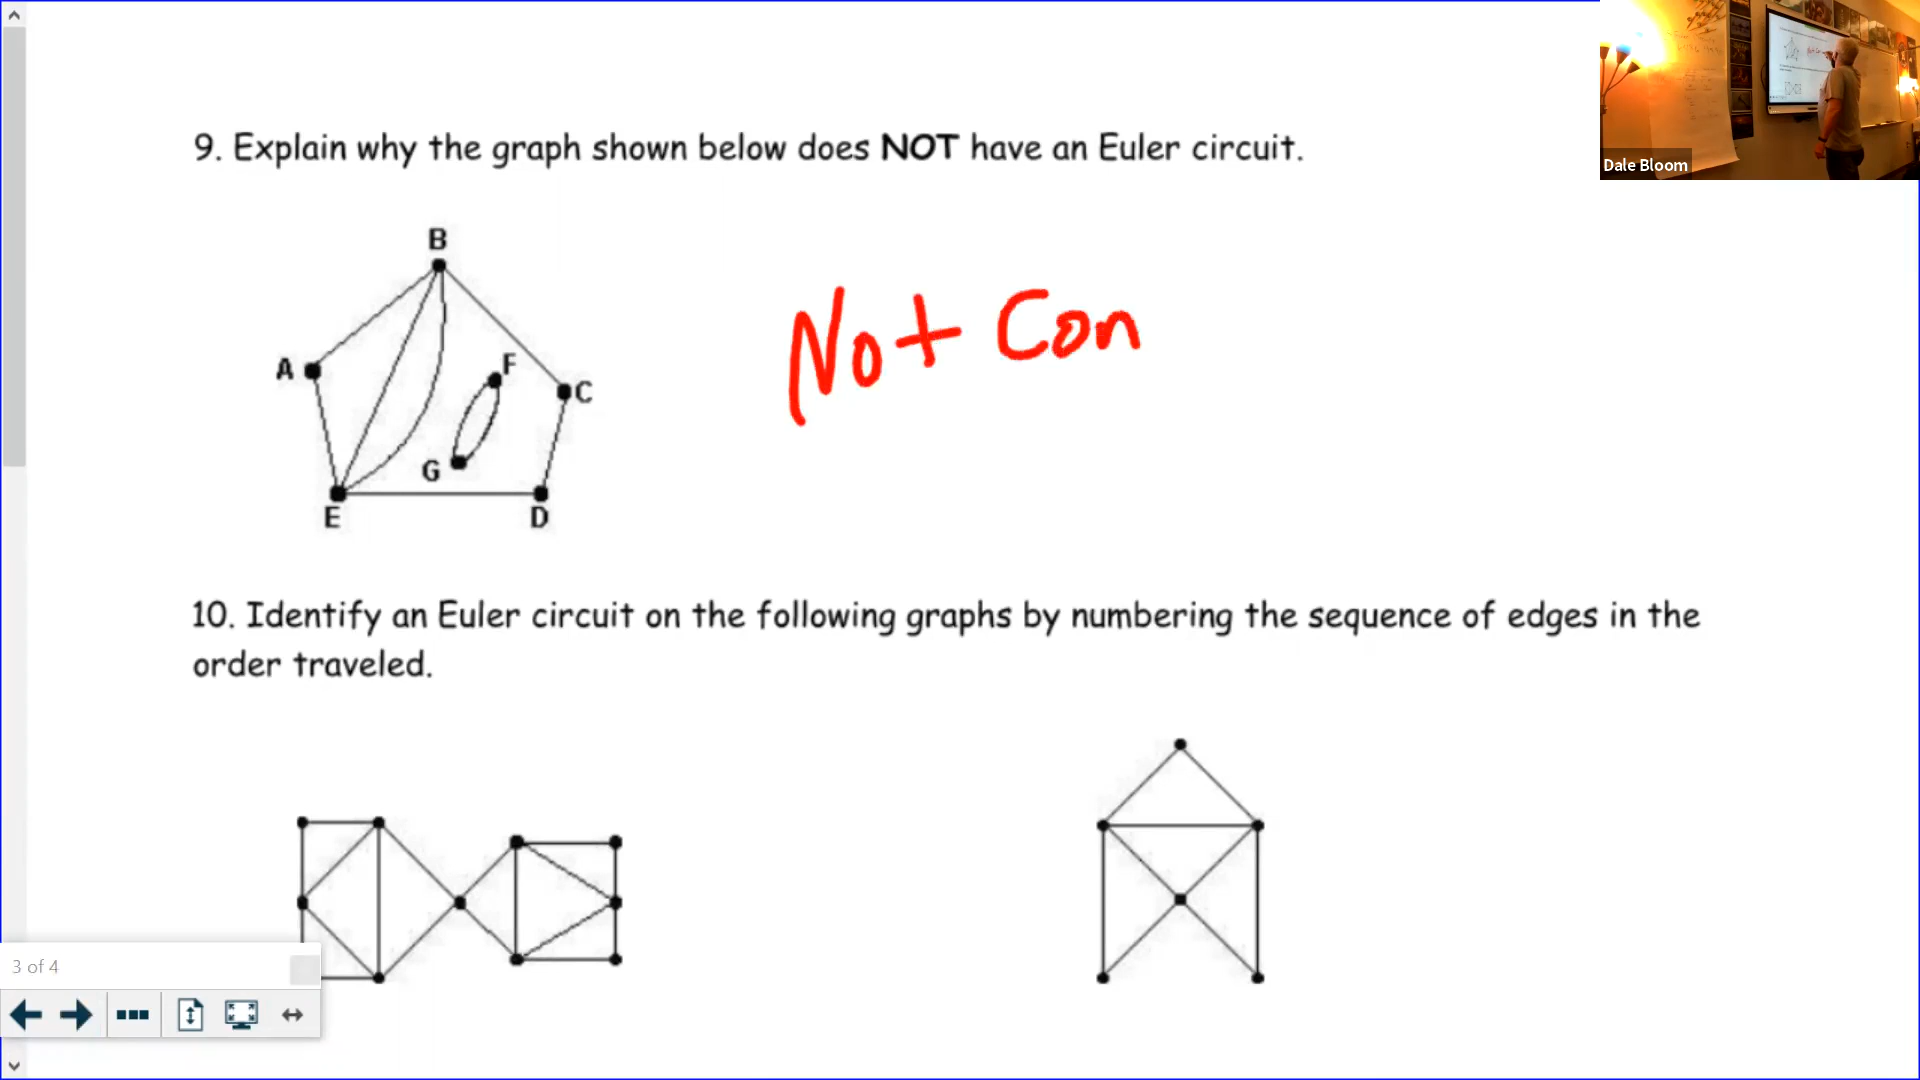 9. Explain why the graph shown below does NOT have an Euler circuit.
B
A
F
C
G
E
D
Not Con
10. Identify an Euler circuit on the following graphs by numbering the sequence of edges in the
order traveled.
3 of 4
Dale Bloom